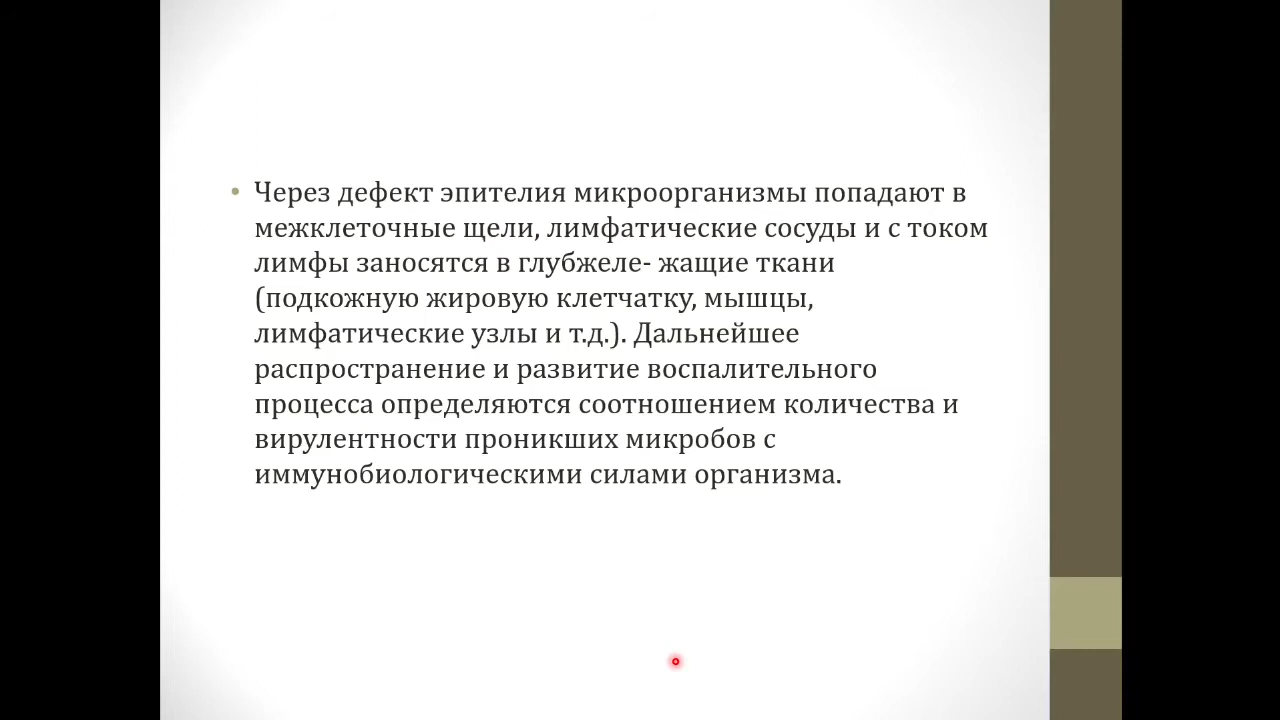 • Через дефект эпителия микроорганизмы попадают в
межклеточные щели, лимфатические сосуды и с током
лимфы заносятся в глубжеле- жащие ткани
(подкожную жировую клетчатку, мышцы,
лимфатические узлы и т.д.). Дальнейшее
распространение и развитие воспалительного
процесса определяются соотношением количества и
вирулентности проникших микробов с
иммунобиологическими силами организма.